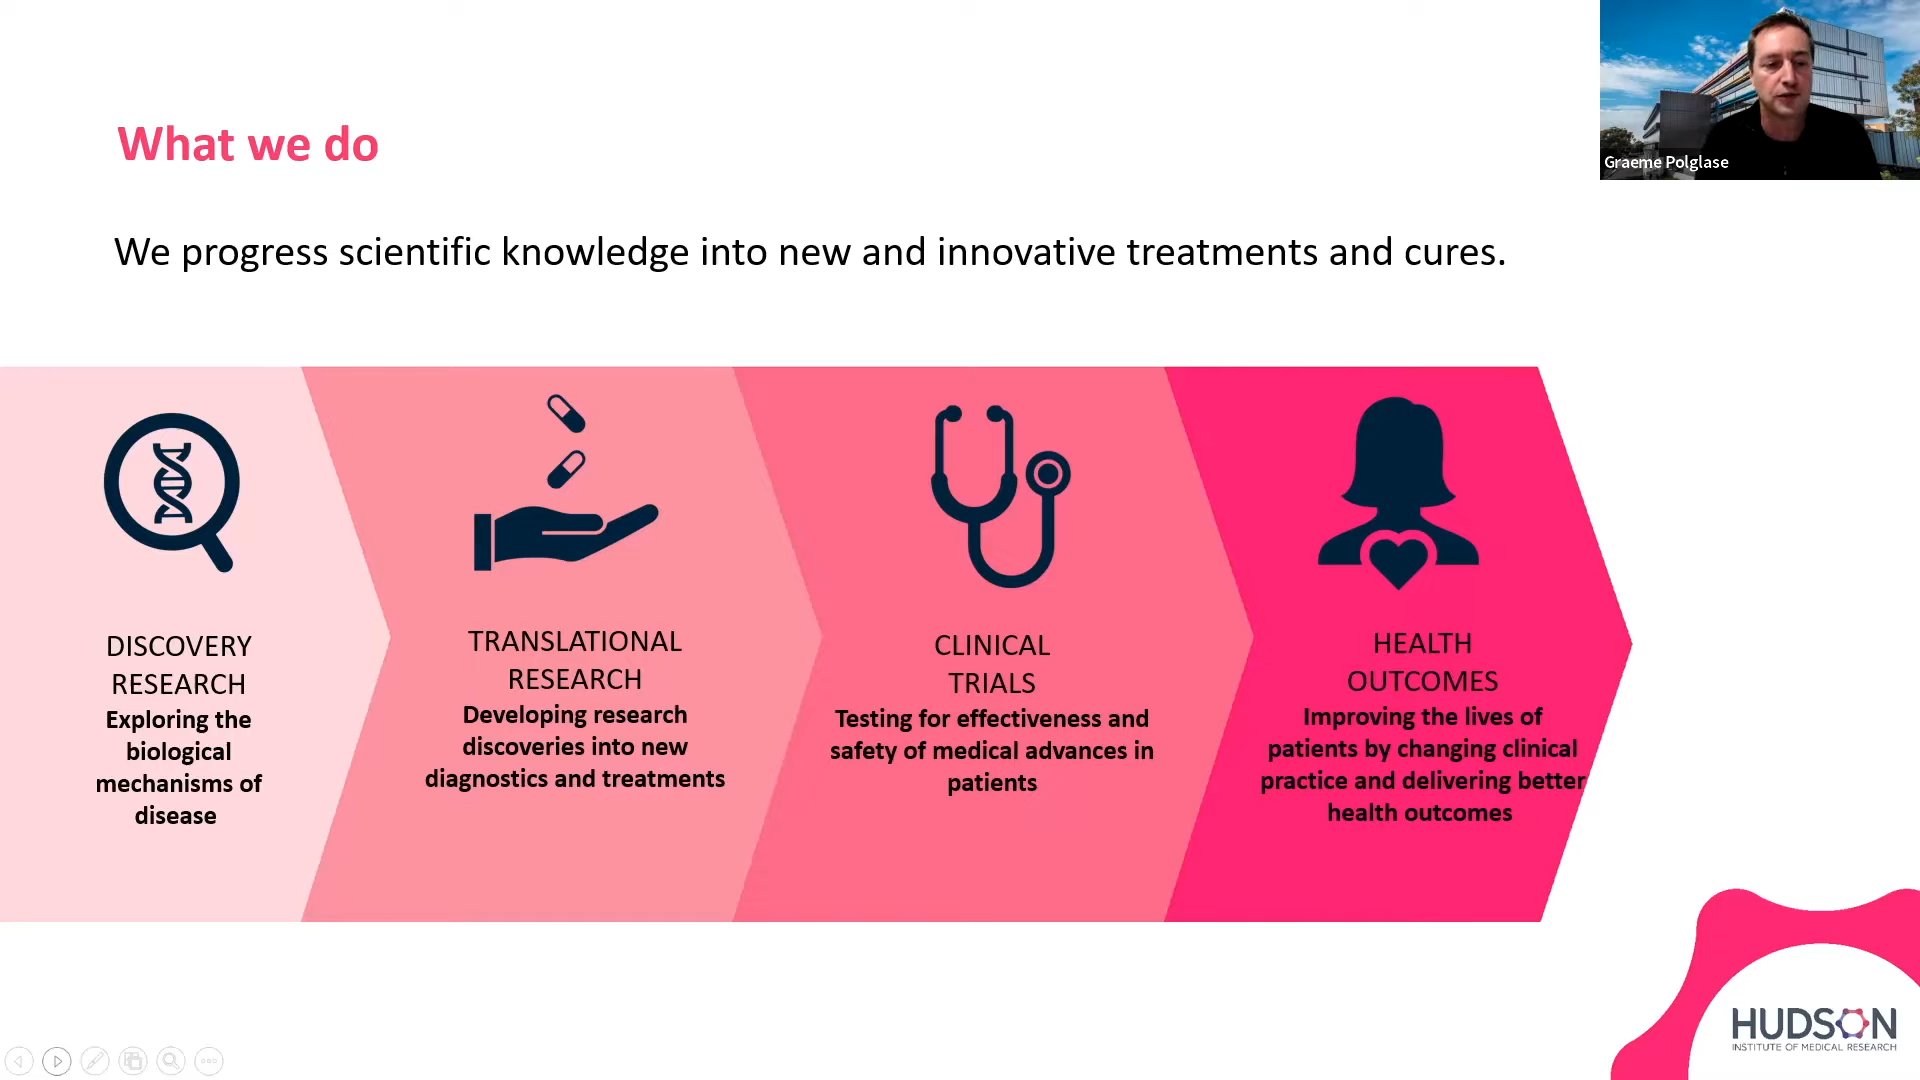 What we do
Graeme Polglase
We progress scientific knowledge into new and innovative treatments and cures.
DISCOVERY
RESEARCH
Exploring the
biological
mechanisms of
disease
TRANSLATIONAL
RESEARCH
Developing research
discoveries into new
diagnostics and treatments
CLINICAL
TRIALS
Testing for effectiveness and
safety of medical advances in
patients
HEALTH
OUTCOMES
Improving the lives of
patients by changing clinical
practice and delivering better
health outcomes
HUDSON
INSTITUTE OF MEDICAL RESEARCH